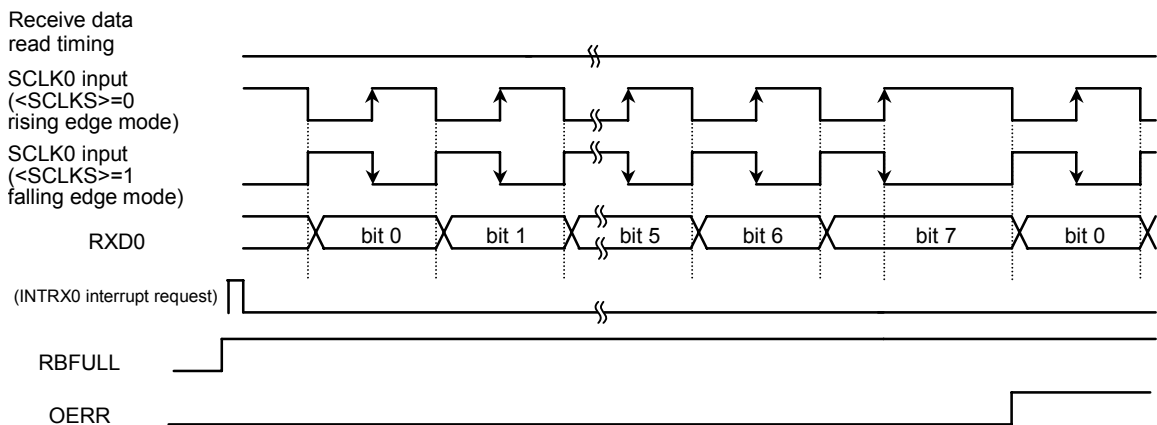 Receive data
read timing
SCLK0 input
(<SCLKS>=0
rising edge mode)
SCLK0 input
(<SCLKS>=1
falling edge mode)
RXD0
bit 0
bit 1
bit 5
bit 6
bit 7
bit 0
(INTRX0 interrupt request)
RBFULL
OERR